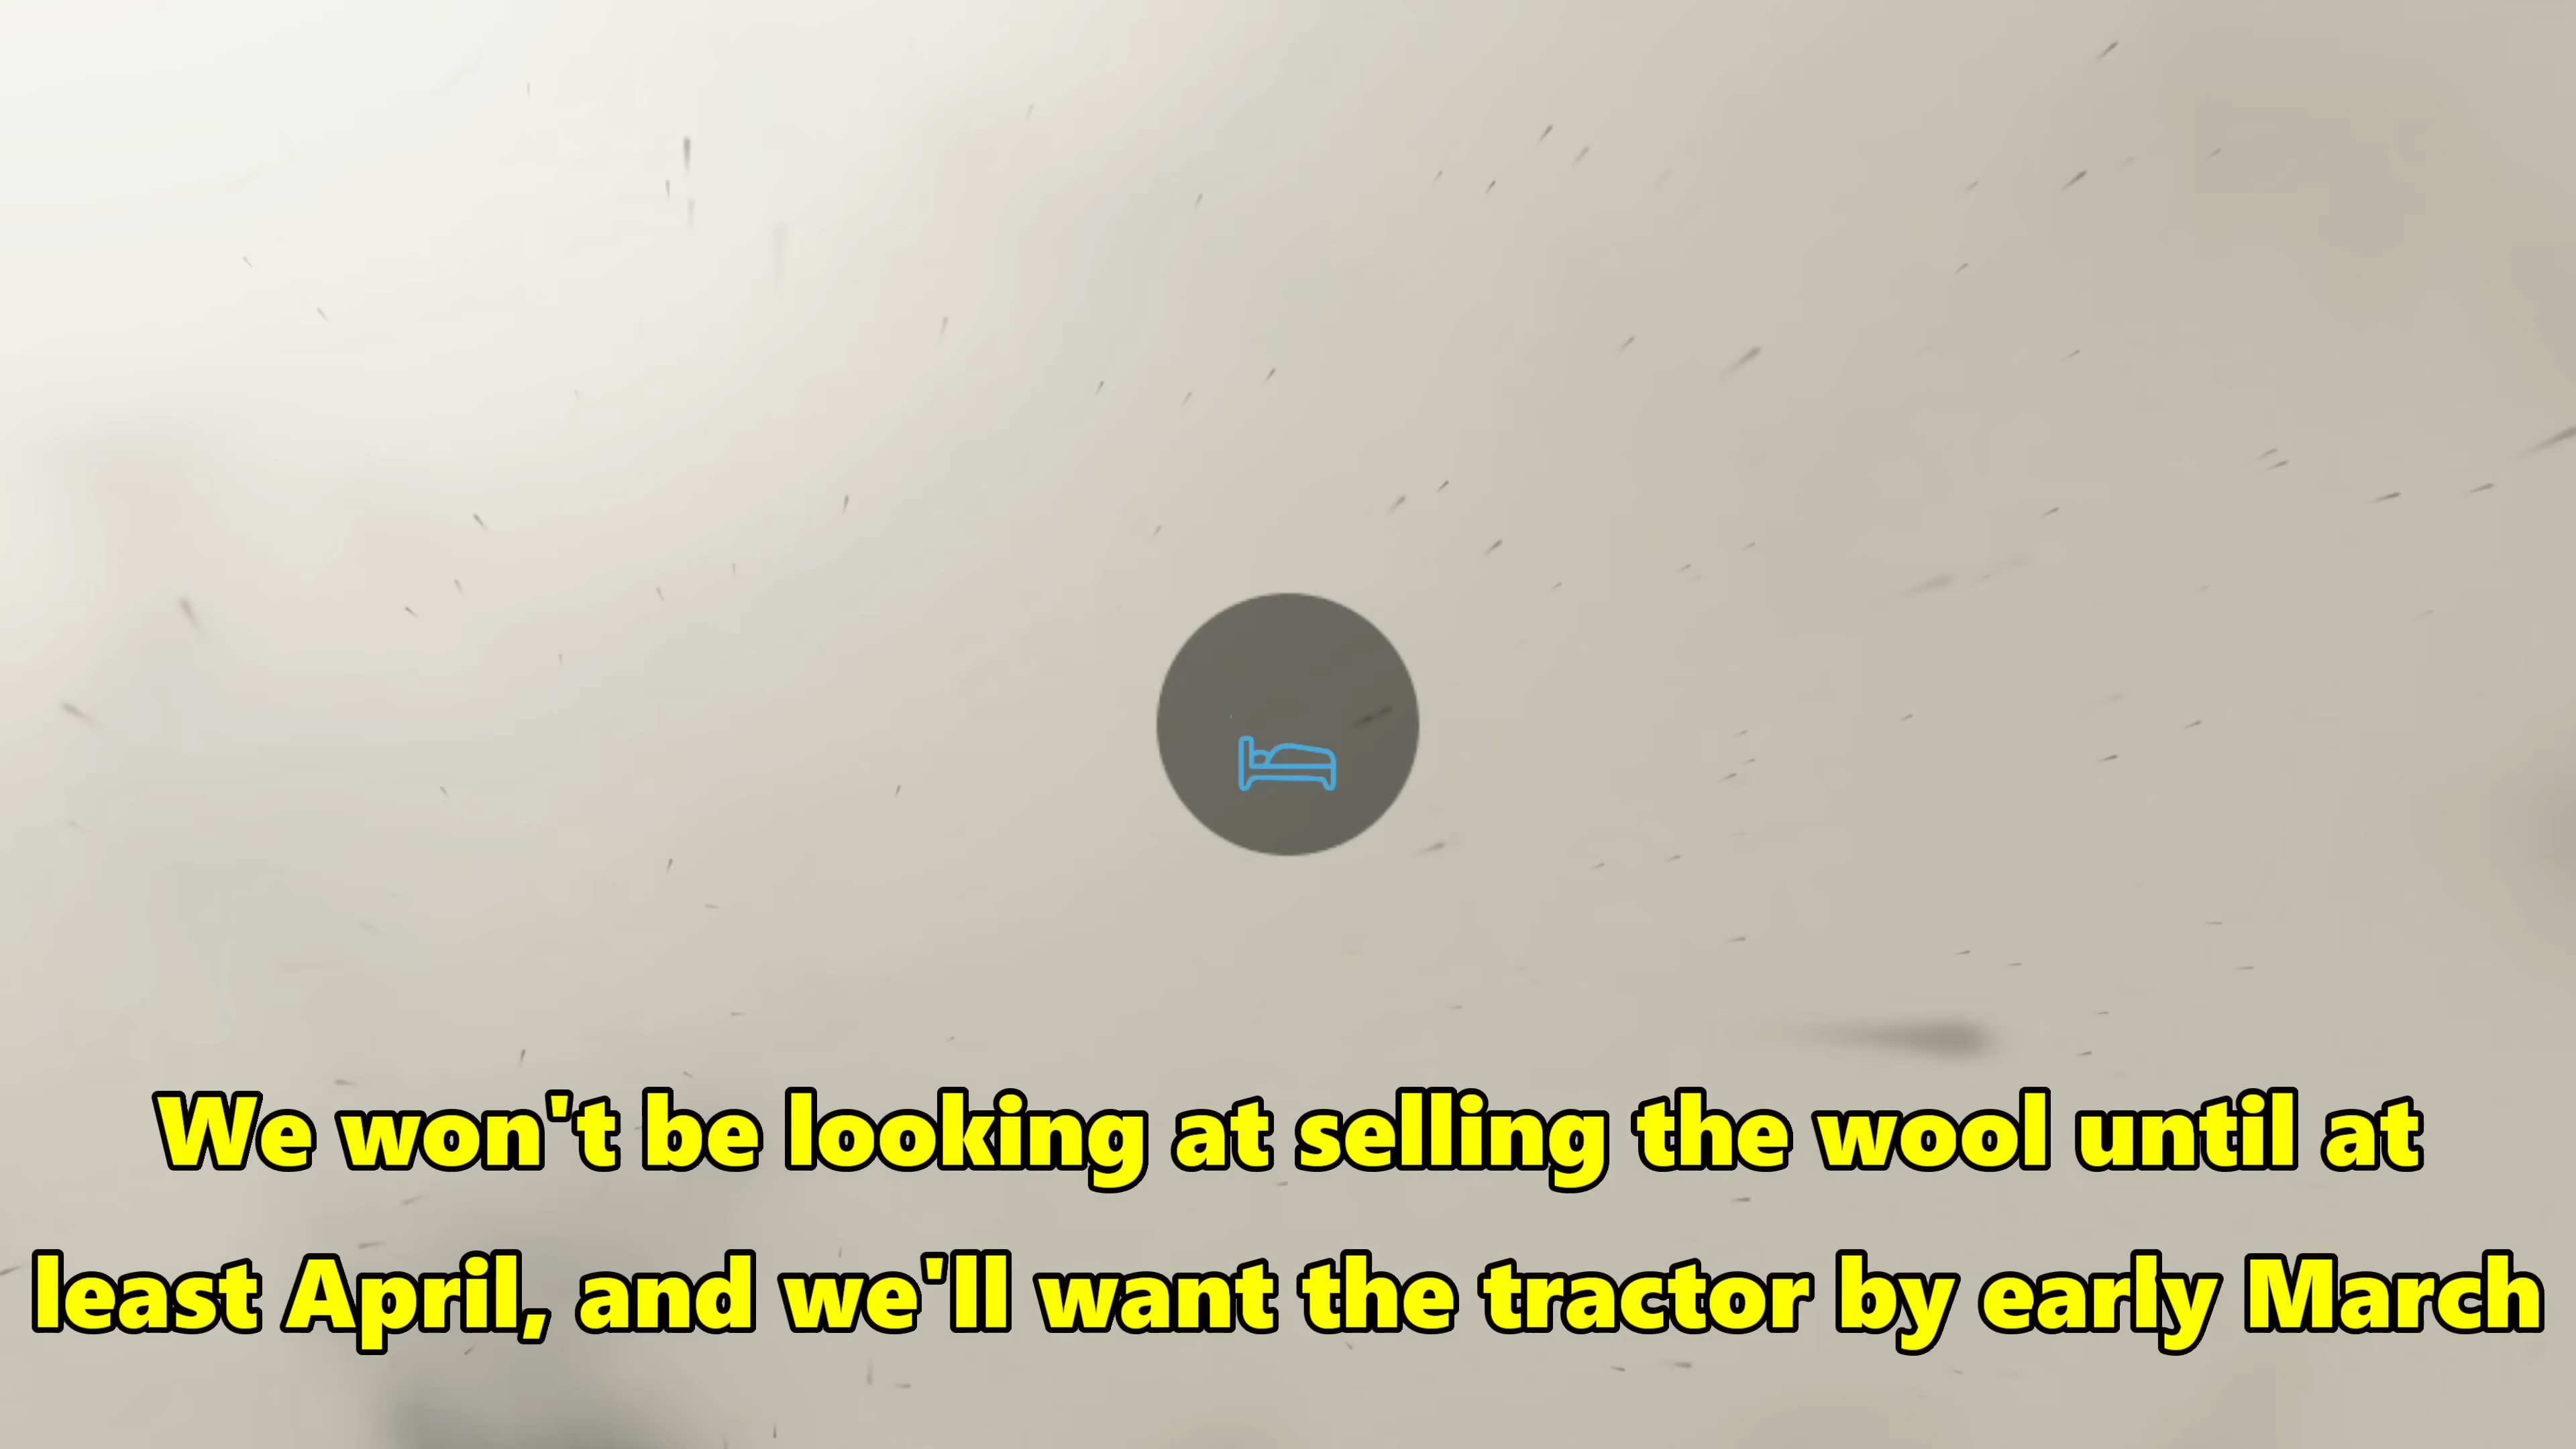 We won't be looking at selling the wool until at
least April, and we'll want the tractor by early March